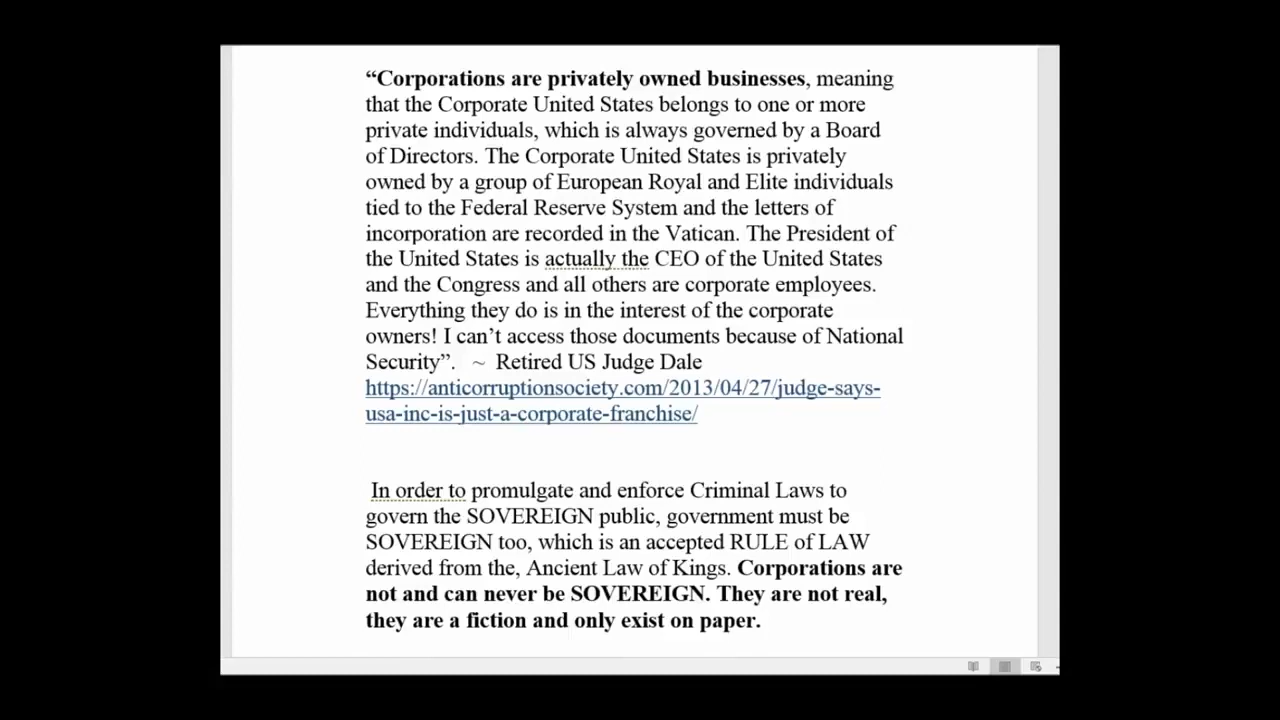 “Corporations are privately owned businesses, meaning
that the Corporate United States belongs to one or more
private individuals, which is always governed by a Board
of Directors. The Corporate United States is privately
owned by a group of European Royal and Elite individuals
tied to the Federal Reserve System and the letters of
incorporation are recorded in the Vatican. The President of
the United States is actually the CEO of the United States
and the Congress and all others are corporate employees.
Everything they do is in the interest of the corporate
owners! I can’t access those documents because of National
Security”. ~ Retired US Judge Dale
https://anticorruptionsociety.com/2013/04/27/judge-says-
usa-inc-is-just-a-corporate-franchise/
In order to promulgate and enforce Criminal Laws to
govern the SOVEREIGN public, government must be
SOVEREIGN too, which is an accepted RULE of LAW
derived from the, Ancient Law of Kings. Corporations are
not and can never be SOVEREIGN. They are not real,
they are a fiction and only exist on paper.